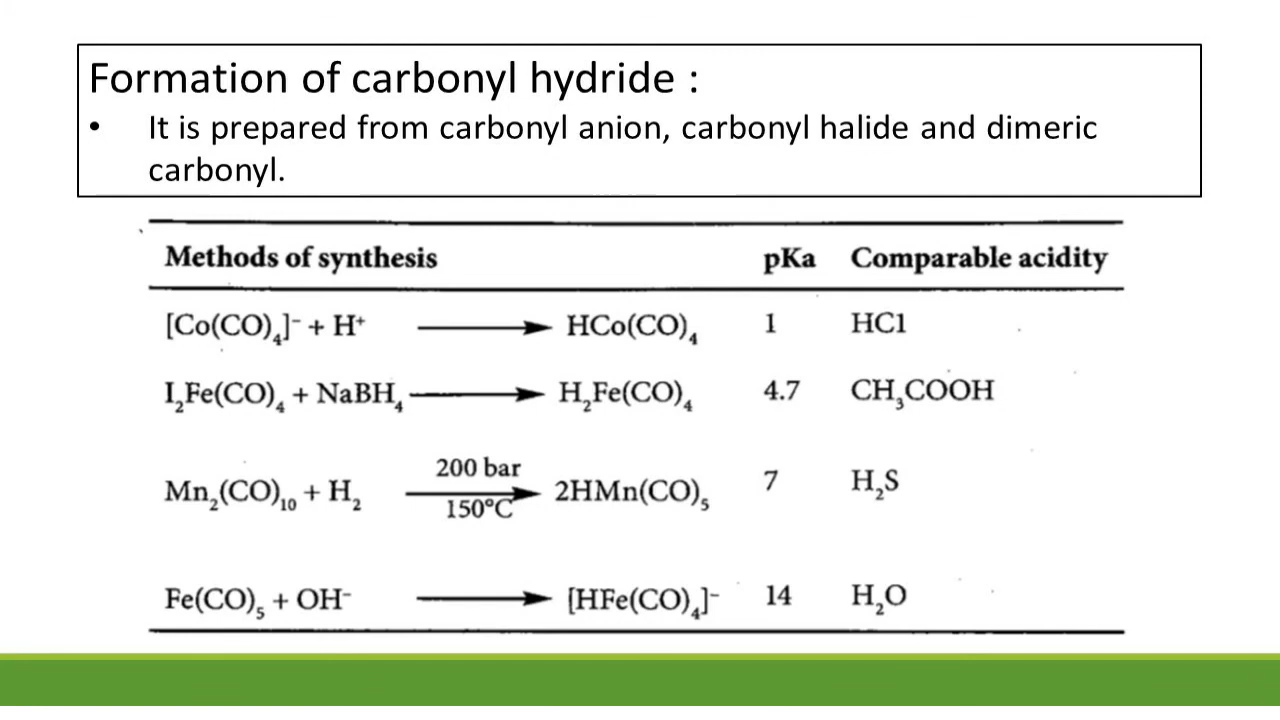 Formation of carbonyl hydride :
• It is prepared from carbonyl anion, carbonyl halide and dimeric
carbonyl.
Methods of synthesis pKa Comparable acidity
[Co(CO)₄]⁻ + H⁺ ⟶ HCo(CO)₄ 1 HCl
I₂Fe(CO)₄ + NaBH₄ ⟶ H₂Fe(CO)₄ 4.7 CH₃COOH
200 bar
Mn₂(CO)₁₀ + H₂ ⟶ 2HMn(CO)₅ 7 H₂S
150°C
Fe(CO)₅ + OH⁻ ⟶ [HFe(CO)₄]⁻ 14 H₂O